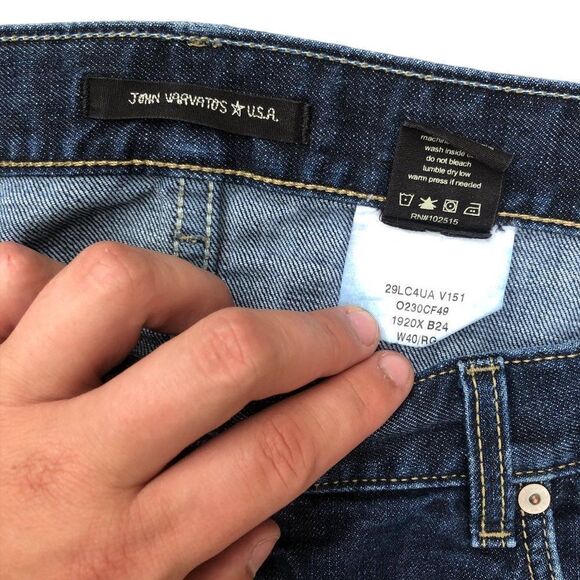 JOHN VARVATOS ★ U.S.A.
wash inside
do not bleach
tumble dry low
warm press if needed
RN#102515
29LC4UA V151
O230CF49
1920X B24
W40/RG